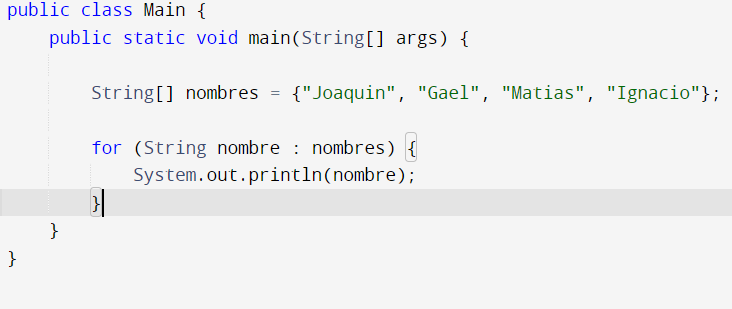 public class Main {
    public static void main(String[] args) {
        String[] nombres = {"Joaquin", "Gael", "Matias", "Ignacio"};
        for (String nombre : nombres) {
            System.out.println(nombre);
        }
    }
}